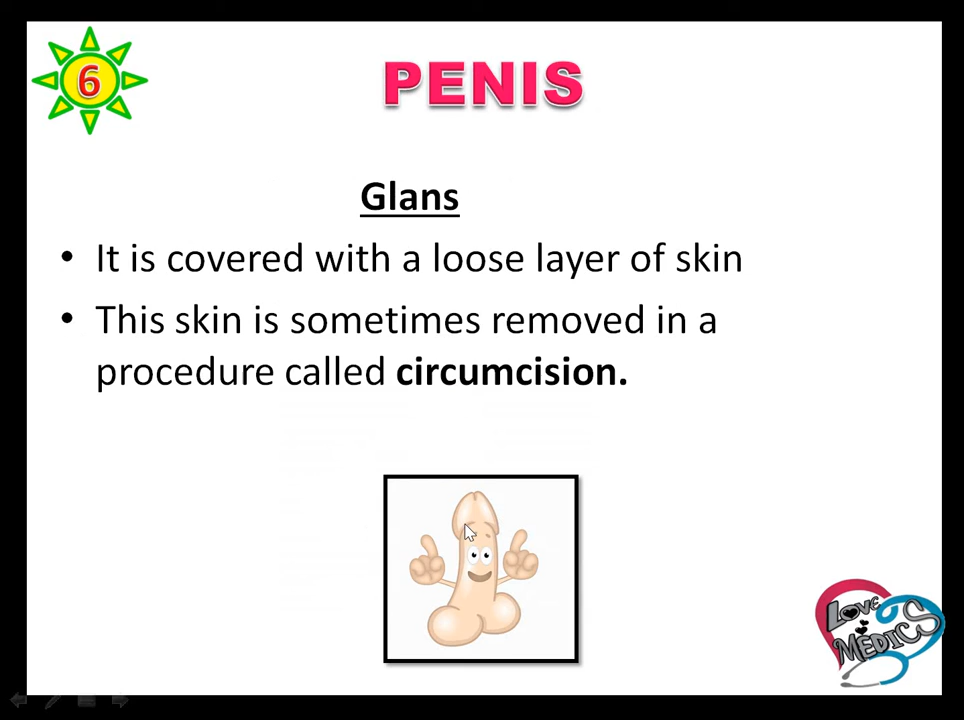 6
PENIS
Glans
• It is covered with a loose layer of skin
• This skin is sometimes removed in a
procedure called circumcision.
LOVE
MEDICS